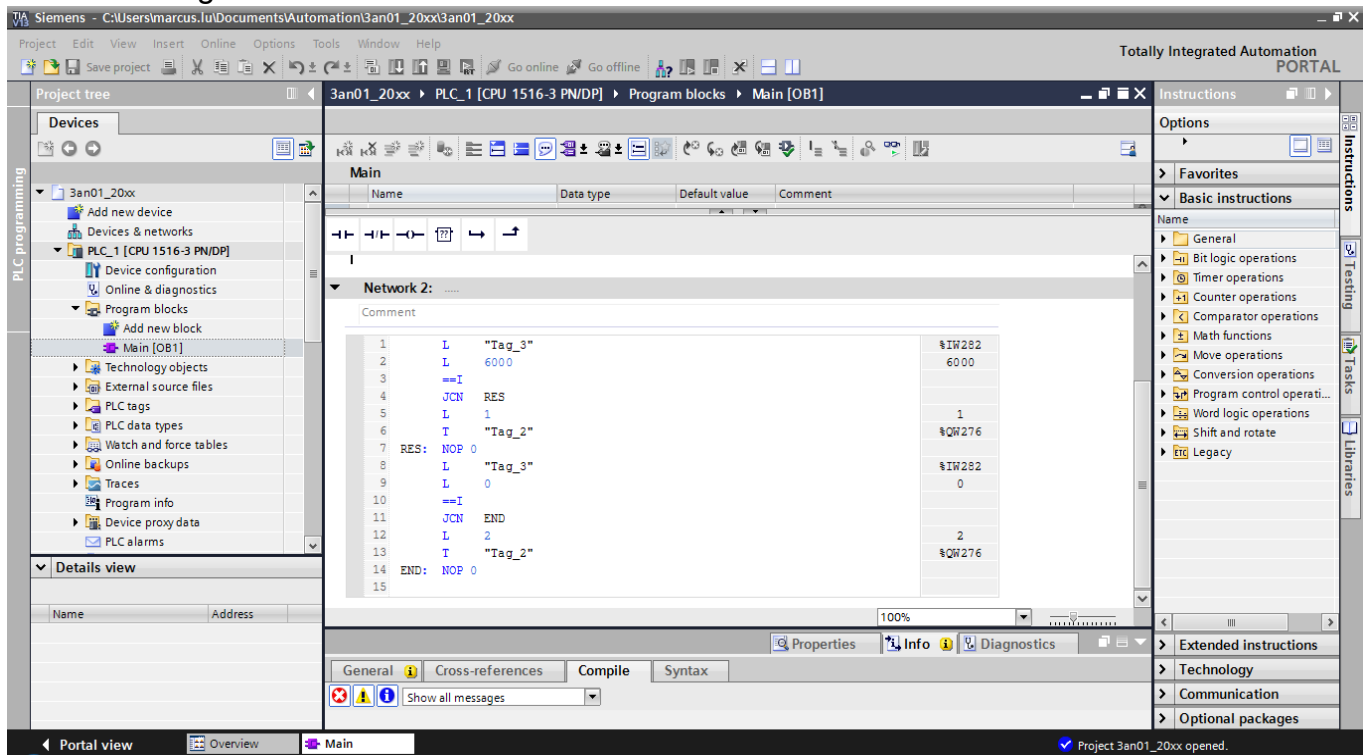 Siemens - C:\Users\marcus.lu\Documents\Automation\3an01_20xx\3an01_20xx
Project Edit View Insert Online Options Tools Window Help
Totally Integrated Automation
PORTAL
Save project Go online Go offline
Project tree
3an01_20xx PLC_1 [CPU 1516-3 PN/DP] Program blocks Main [OB1]
Instructions
Devices
Options
PLC programming
Main
Name Data type Default value Comment
3an01_20xx
Add new device
Devices & networks
PLC_1 [CPU 1516-3 PN/DP]
Device configuration
Online & diagnostics
Program blocks
Add new block
Main [OB1]
Technology objects
External source files
PLC tags
PLC data types
Watch and force tables
Online backups
Traces
Program info
Device proxy data
PLC alarms
Details view
Name Address
??
Network 2: .....
Comment
1 L "Tag_3" %IW282
2 L 6000 6000
3 ==I
4 JCN RES
5 L 1 1
6 T "Tag_2" %QW276
7 RES: NOP 0
8 L "Tag_3" %IW282
9 L 0 0
10 ==I
11 JCN END
12 L 2 2
13 T "Tag_2" %QW276
14 END: NOP 0
15
100%
Properties Info Diagnostics
General Cross-references Compile Syntax
Show all messages
Favorites
Basic instructions
Name
General
Bit logic operations
Timer operations
Counter operations
Comparator operations
Math functions
Move operations
Conversion operations
Program control operati...
Word logic operations
Shift and rotate
Legacy
Extended instructions
Technology
Communication
Optional packages
Instructions
Testing
Tasks
Libraries
Portal view Overview Main
Project 3an01_20xx opened.